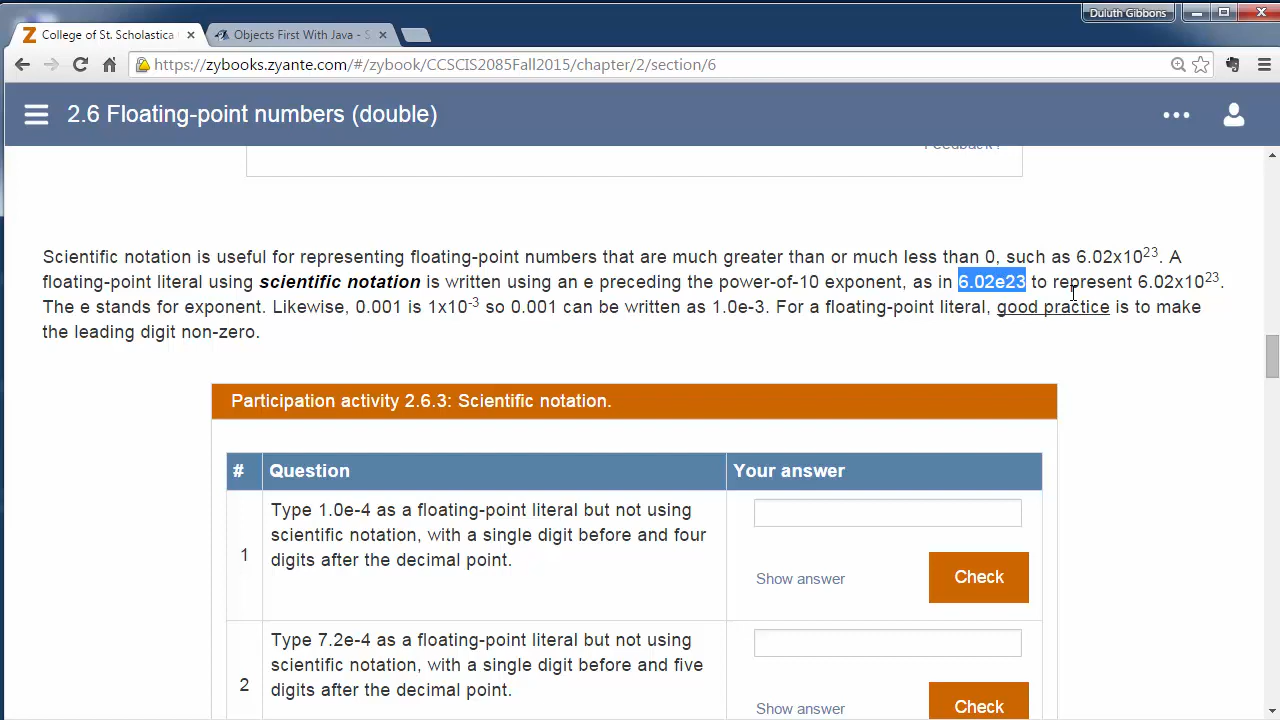 Duluth Gibbons
College of St. Scholastica
Objects First With Java - S
https://zybooks.zyante.com/#/zybook/CCSCIS2085Fall2015/chapter/2/section/6
2.6 Floating-point numbers (double)
Feedback?
Scientific notation is useful for representing floating-point numbers that are much greater than or much less than 0, such as 6.02x10²³. A
floating-point literal using scientific notation is written using an e preceding the power-of-10 exponent, as in 6.02e23 to represent 6.02x10²³.
The e stands for exponent. Likewise, 0.001 is 1x10⁻³ so 0.001 can be written as 1.0e-3. For a floating-point literal, good practice is to make
the leading digit non-zero.
Participation activity 2.6.3: Scientific notation.
# Question Your answer
Type 1.0e-4 as a floating-point literal but not using
scientific notation, with a single digit before and four
digits after the decimal point.
1
Show answer Check
Type 7.2e-4 as a floating-point literal but not using
scientific notation, with a single digit before and five
digits after the decimal point.
2
Show answer Check